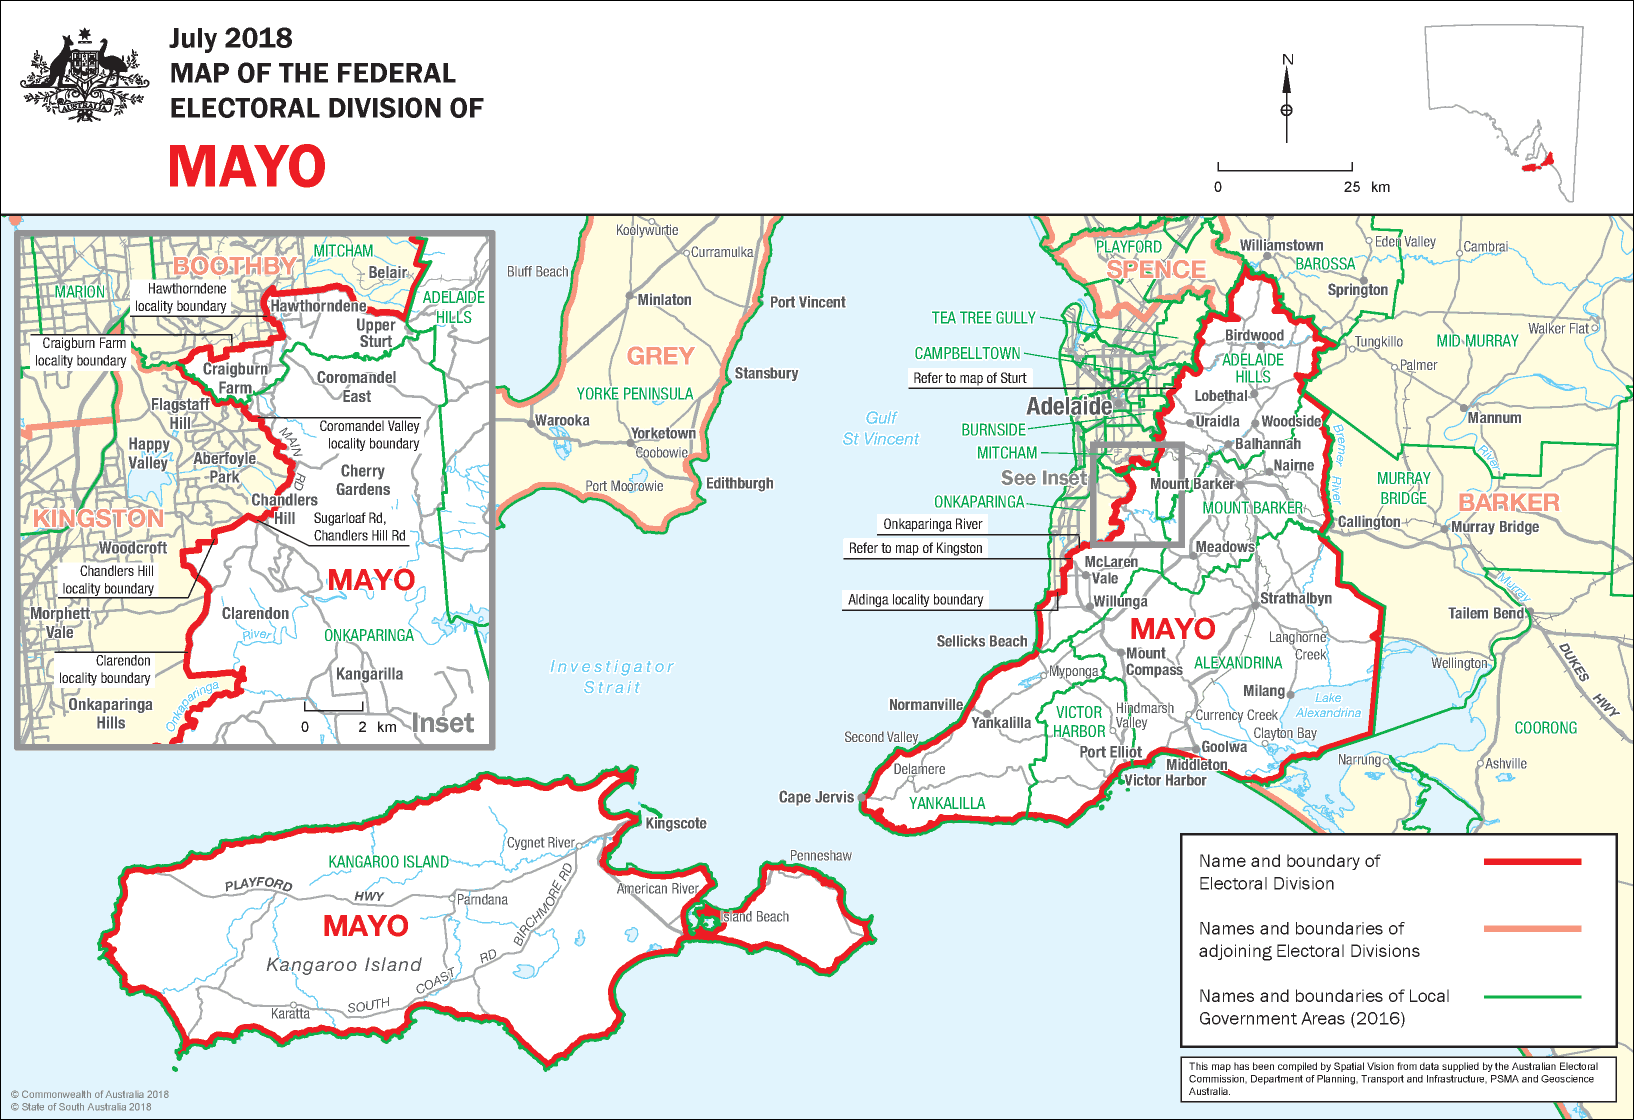 July 2018
MAP OF THE FEDERAL
ELECTORAL DIVISION OF
MAYO
AUSTRALIA
N
0 25 km
BOOTHBY
MITCHAM
Belair
MARION
Hawthorndene
locality boundary
Hawthorndene
ADELAIDE
HILLS
Upper
Sturt
Craigburn Farm
locality boundary
Craigburn
Farm
Coromandel
East
Flagstaff
Hill
Coromandel Valley
locality boundary
MAIN RD
Happy
Valley
Aberfoyle
Park
Cherry
Gardens
Chandlers
Hill
KINGSTON
Sugarloaf Rd,
Chandlers Hill Rd
Woodcroft
Chandlers Hill
locality boundary
MAYO
Morphett
Vale
Clarendon
River
ONKAPARINGA
Clarendon
locality boundary
Kangarilla
Onkaparinga
Onkaparinga
Hills
0 2 km
Inset
Koolywurtie
Curramulka
Bluff Beach
Minlaton
Port Vincent
GREY
Stansbury
YORKE PENINSULA
Warooka
Yorketown
Coobowie
Port Moorowie
Edithburgh
Gulf
St Vincent
Investigator
Strait
PLAYFORD
SPENCE
Williamstown
BAROSSA
Eden Valley
Cambrai
Springton
TEA TREE GULLY
CAMPBELLTOWN
Refer to map of Sturt
Adelaide
BURNSIDE
MITCHAM
See Inset
ONKAPARINGA
Onkaparinga River
Refer to map of Kingston
Aldinga locality boundary
Birdwood
ADELAIDE
HILLS
Lobethal
Uraidla
Woodside
Balhannah
Nairne
Mount Barker
MOUNT BARKER
Meadows
McLaren
Vale
Willunga
Sellicks Beach
MAYO
Strathalbyn
Langhorne
Creek
Mount
Compass
ALEXANDRINA
Myponga
Milang
Lake
Alexandrina
Normanville
Yankalilla
VICTOR
HARBOR
Hindmarsh
Valley
Currency Creek
Clayton Bay
Second Valley
Port Elliot
Goolwa
Middleton
Victor Harbor
Delamere
Cape Jervis
YANKALILLA
Walker Flat
MID MURRAY
Tungkillo
Palmer
Mannum
Bremer River
River
MURRAY
BRIDGE
BARKER
Callington
Murray Bridge
Murray
Tailem Bend
DUKES HWY
Wellington
COORONG
Narrung
Ashville
Kingscote
Cygnet River
Penneshaw
KANGAROO ISLAND
PLAYFORD HWY
Parndana
BIRCHMORE RD
American River
Island Beach
MAYO
Kangaroo Island
SOUTH COAST RD
Karatta
Name and boundary of
Electoral Division
Names and boundaries of
adjoining Electoral Divisions
Names and boundaries of Local
Government Areas (2016)
This map has been compiled by Spatial Vision from data supplied by the Australian Electoral
Commission, Department of Planning, Transport and Infrastructure, PSMA and Geoscience
Australia.
© Commonwealth of Australia 2018
© State of South Australia 2018